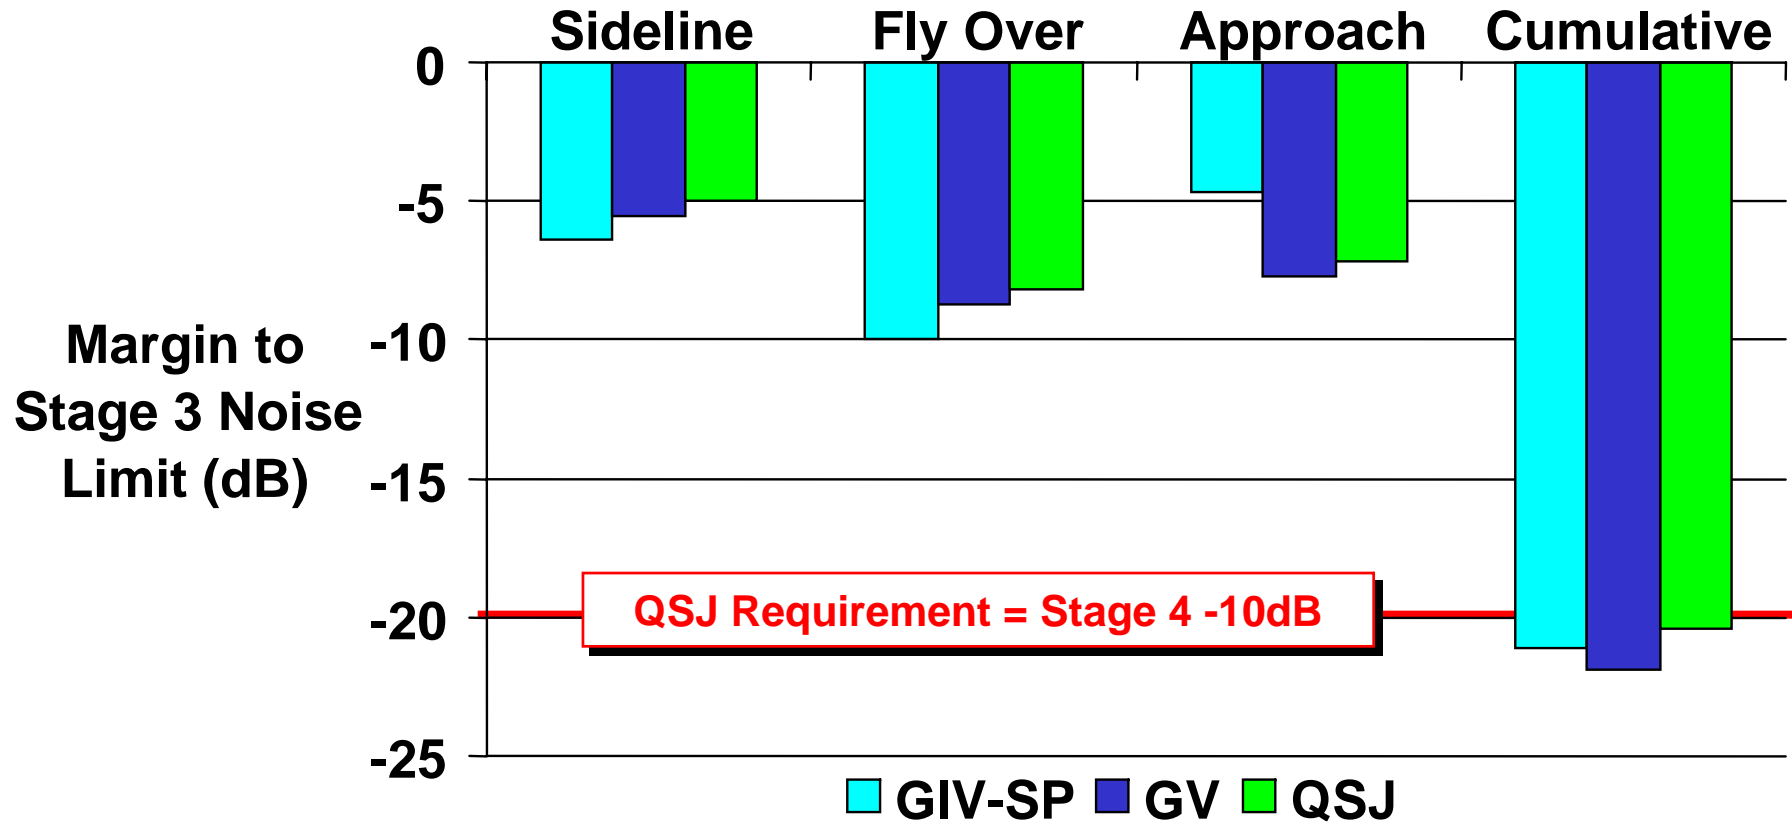 Sideline Fly Over Approach Cumulative
0
-5
-10
-15
-20
-25
Margin to
Stage 3 Noise
Limit (dB)
QSJ Requirement = Stage 4 -10dB
GIV-SP GV QSJ